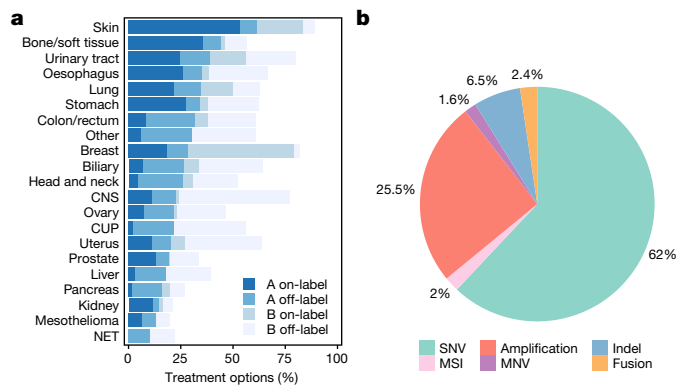 a
Skin
Bone/soft tissue
Urinary tract
Oesophagus
Lung
Stomach
Colon/rectum
Other
Breast
Biliary
Head and neck
CNS
Ovary
CUP
Uterus
Prostate
Liver
Pancreas
Kidney
Mesothelioma
NET
A on-label
A off-label
B on-label
B off-label
0 25 50 75 100
Treatment options (%)
b
2.4%
6.5%
1.6%
25.5%
62%
2%
SNV Amplification Indel
MSI MNV Fusion